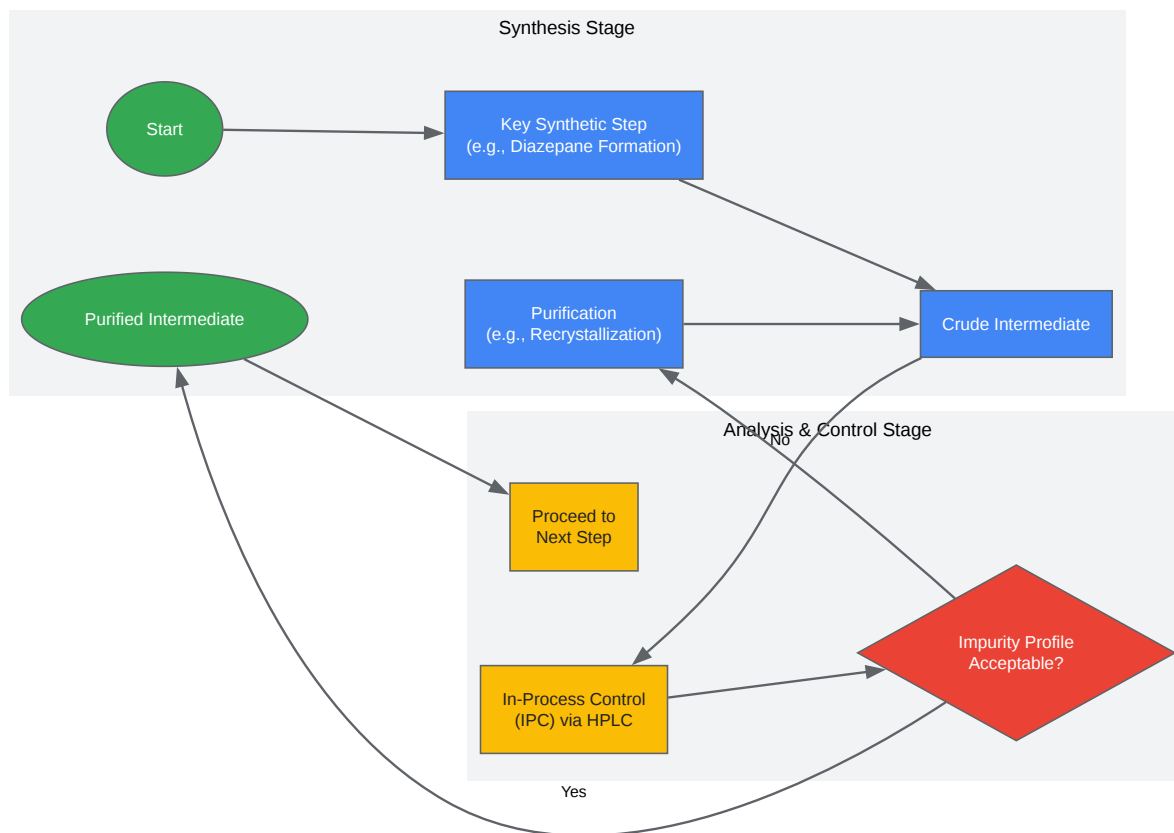 Synthesis Stage
Start
Key Synthetic Step
(e.g., Diazepane Formation)
Purified Intermediate
Purification
(e.g., Recrystallization)
Crude Intermediate
Analysis & Control Stage
No
Proceed to
Next Step
Impurity Profile
Acceptable?
In-Process Control
(IPC) via HPLC
Yes